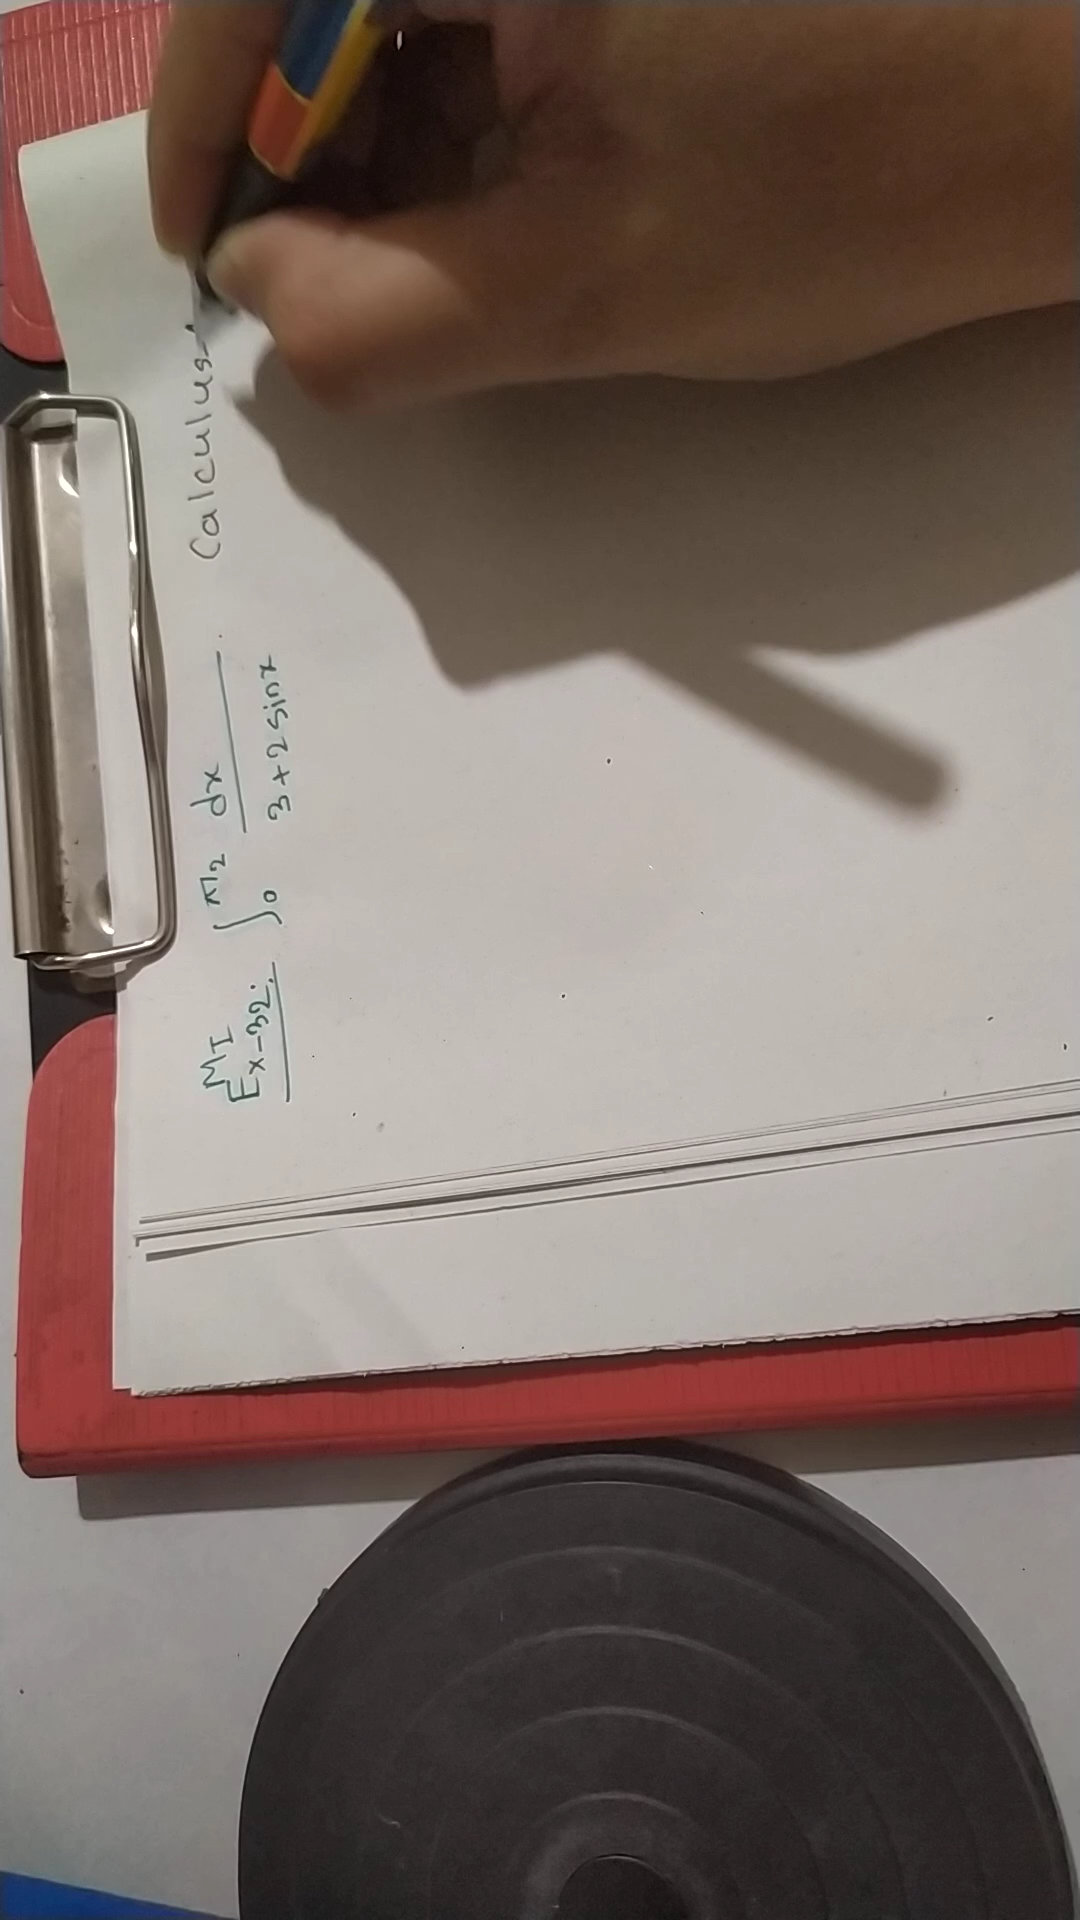 MI
Ex-32. ∫₀^π/2 dx / 3+2sinx . Calculus-